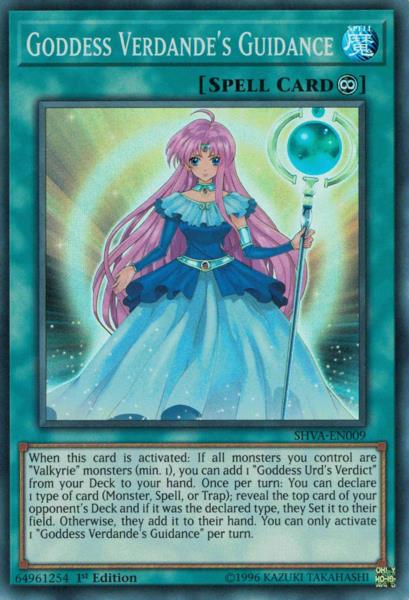 GODDESS VERDANDE'S GUIDANCE
SPELL
魔
[SPELL CARD]
SHVA-EN009
When this card is activated: If all monsters you control are
"Valkyrie" monsters (min. 1), you can add 1 "Goddess Urd's Verdict"
from your Deck to your hand. Once per turn: You can declare
1 type of card (Monster, Spell, or Trap); reveal the top card of your
opponent's Deck and if it was the declared type, they Set it to their
field. Otherwise, they add it to their hand. You can only activate
1 "Goddess Verdande's Guidance" per turn.
64961254 1st Edition ©1996 KAZUKI TAKAHASHI